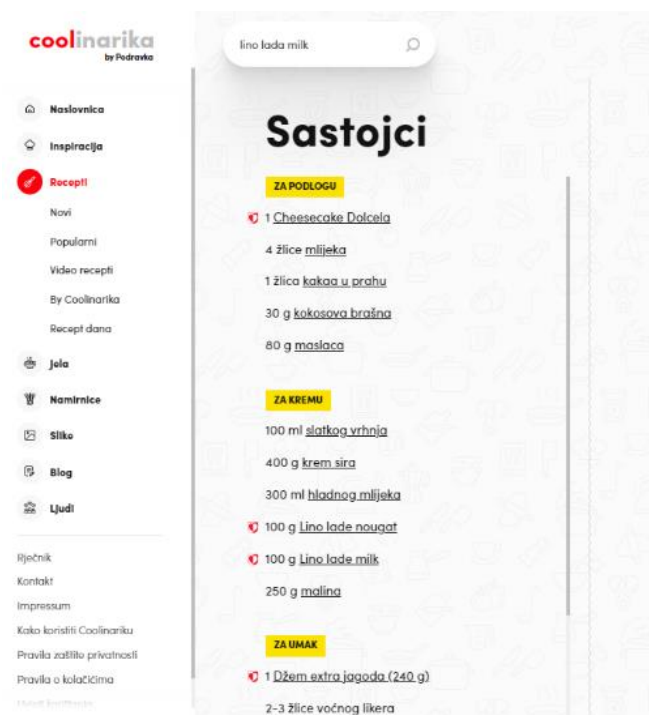 coolinarika
by Podravka
lino lada milk
Naslovnica
Inspiracija
Recepti
Novi
Popularni
Video recepti
By Coolinarika
Recept dana
Jela
Namirnice
Slike
Blog
Ljudi
Rječnik
Kontakt
Impressum
Kako koristiti Coolinariku
Pravila zaštite privatnosti
Pravila o kolačićima
Sastojci
ZA PODLOGU
1 Cheesecake Dolcela
4 žlice mlijeka
1 žlica kakaa u prahu
30 g kokosova brašna
80 g maslaca
ZA KREMU
100 ml slatkog vrhnja
400 g krem sira
300 ml hladnog mlijeka
100 g Lino lade nougat
100 g Lino lade milk
250 g malina
ZA UMAK
1 Džem extra jagoda (240 g)
2-3 žlice voćnog likera